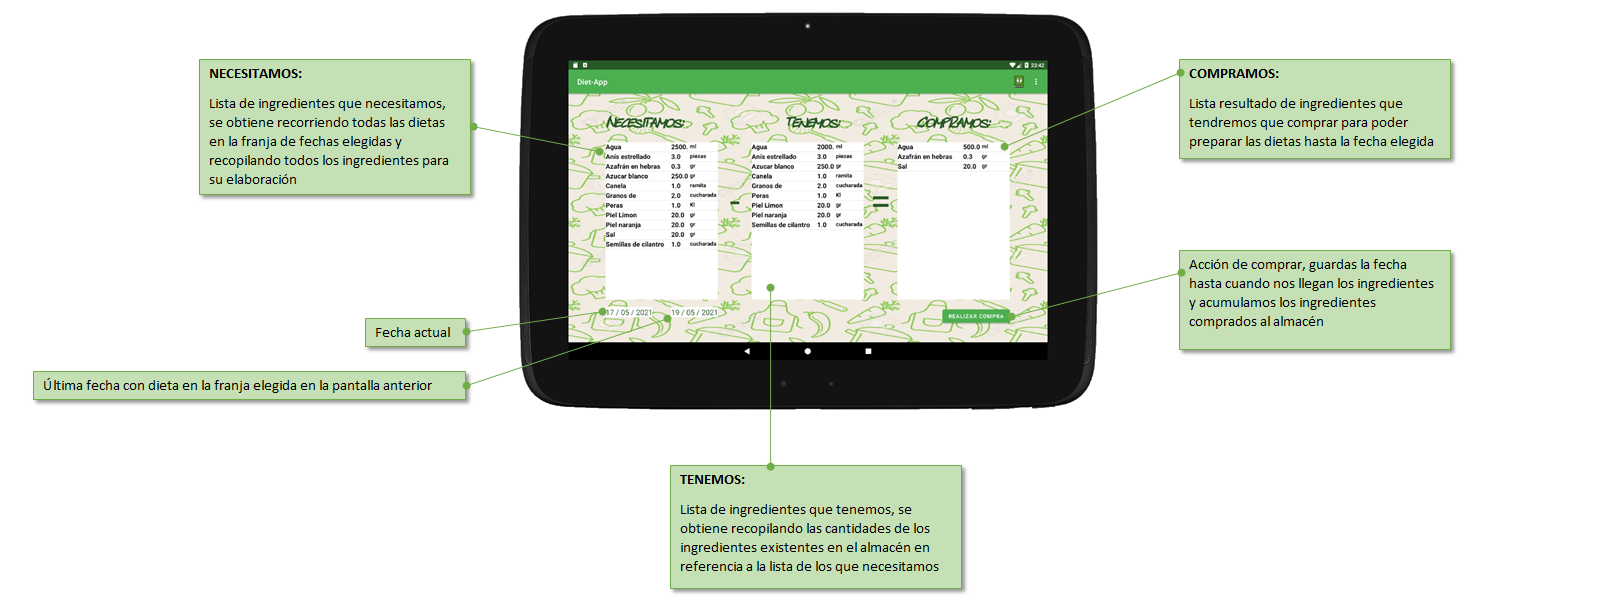 NECESITAMOS:
Lista de ingredientes que necesitamos,
se obtiene recorriendo todas las dietas
en la franja de fechas elegidas y
recopilando todos los ingredientes para
su elaboración
Fecha actual
Última fecha con dieta en la franja elegida en la pantalla anterior
23:42
Diet-App
NECESITAMOS:
Agua 2500. ml
Anís estrellado 3.0 piezas
Azafrán en hebras 0.3 gr
Azucar blanco 250.0 gr
Canela 1.0 ramita
Granos de 2.0 cucharada
Peras 1.0 Kl
Piel Limon 20.0 gr
Piel naranja 20.0 gr
Sal 20.0 gr
Semillas de cilantro 1.0 cucharada
-
TENEMOS:
Agua 2000. ml
Anís estrellado 3.0 piezas
Azucar blanco 250.0 gr
Canela 1.0 ramita
Granos de 2.0 cucharada
Peras 1.0 Kl
Piel Limon 20.0 gr
Piel naranja 20.0 gr
Semillas de cilantro 1.0 cucharada
=
COMPRAMOS:
Agua 500.0 ml
Azafrán en hebras 0.3 gr
Sal 20.0 gr
17 / 05 / 2021 - 19 / 05 / 2021
REALIZAR COMPRA
COMPRAMOS:
Lista resultado de ingredientes que
tendremos que comprar para poder
preparar las dietas hasta la fecha elegida
Acción de comprar, guardas la fecha
hasta cuando nos llegan los ingredientes
y acumulamos los ingredientes
comprados al almacén
TENEMOS:
Lista de ingredientes que tenemos, se
obtiene recopilando las cantidades de los
ingredientes existentes en el almacén en
referencia a la lista de los que necesitamos